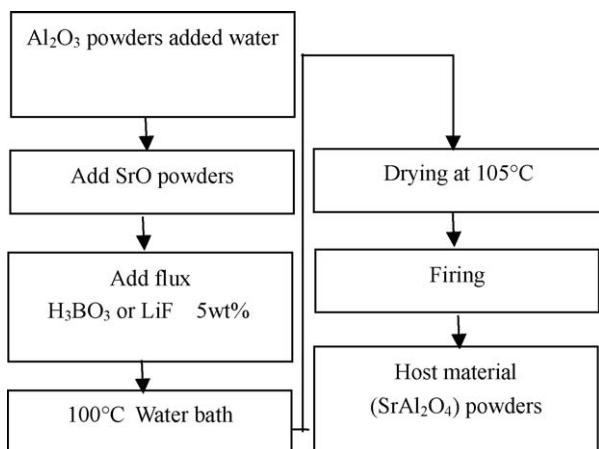 Al₂O₃ powders added water
Add SrO powders
Add flux
H₃BO₃ or LiF 5wt%
100°C Water bath
Drying at 105°C
Firing
Host material
(SrAl₂O₄) powders